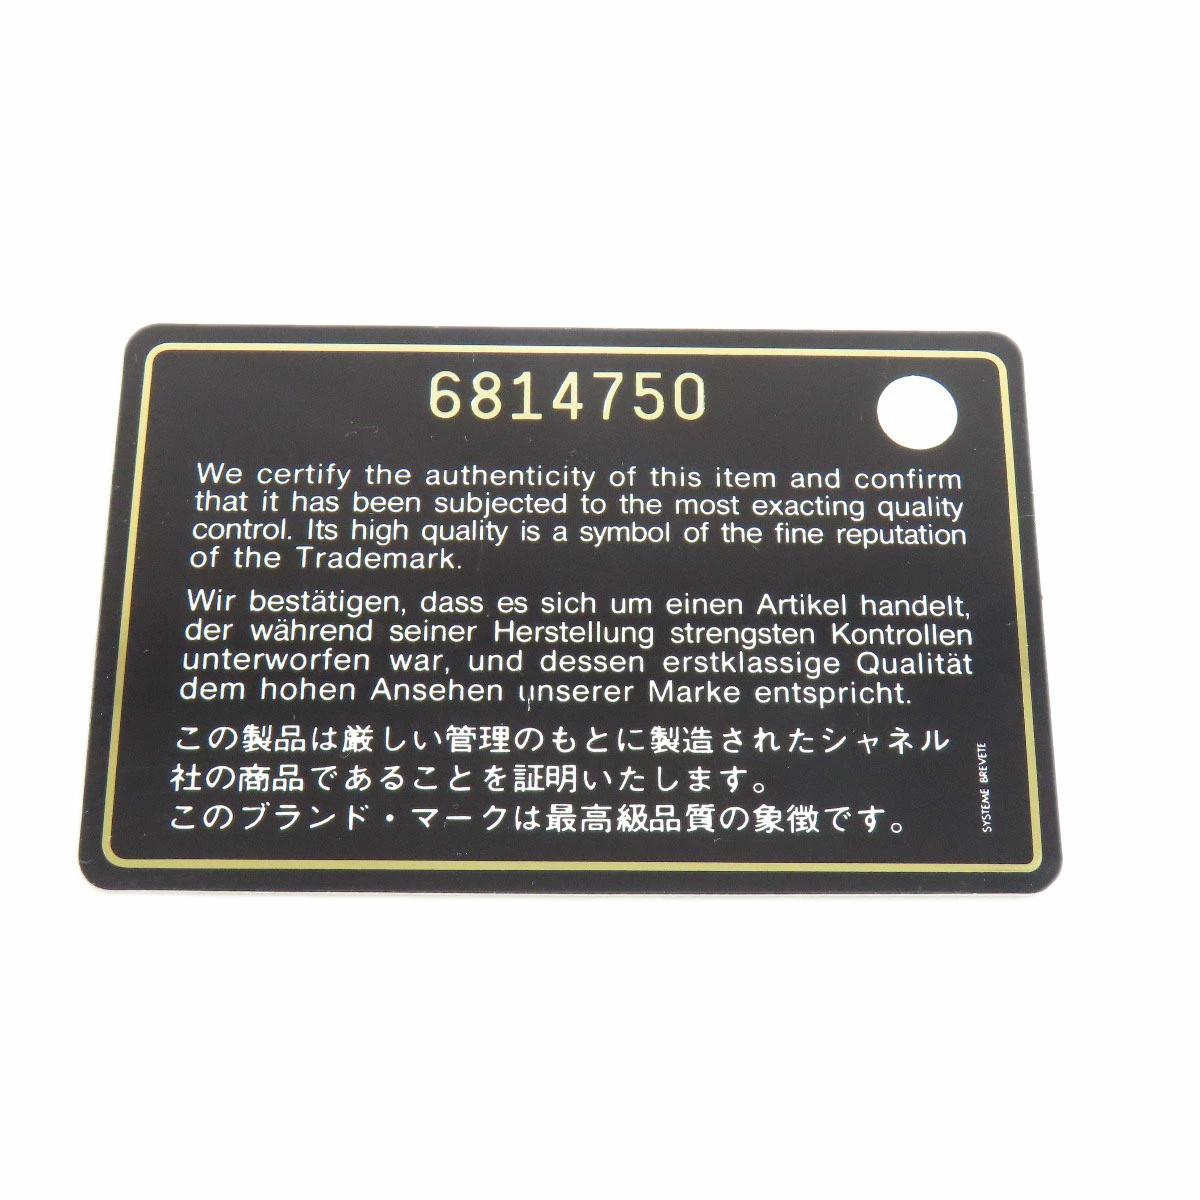 6814750
We certify the authenticity of this item and confirm
that it has been subjected to the most exacting quality
control. Its high quality is a symbol of the fine reputation
of the Trademark.
Wir bestätigen, dass es sich um einen Artikel handelt,
der während seiner Herstellung strengsten Kontrollen
unterworfen war, und dessen erstklassige Qualität
dem hohen Ansehen unserer Marke entspricht.
この製品は厳しい管理のもとに製造されたシャネル
社の商品であることを証明いたします。
このブランド・マークは最高級品質の象徴です。
SYSTEME BREVETE